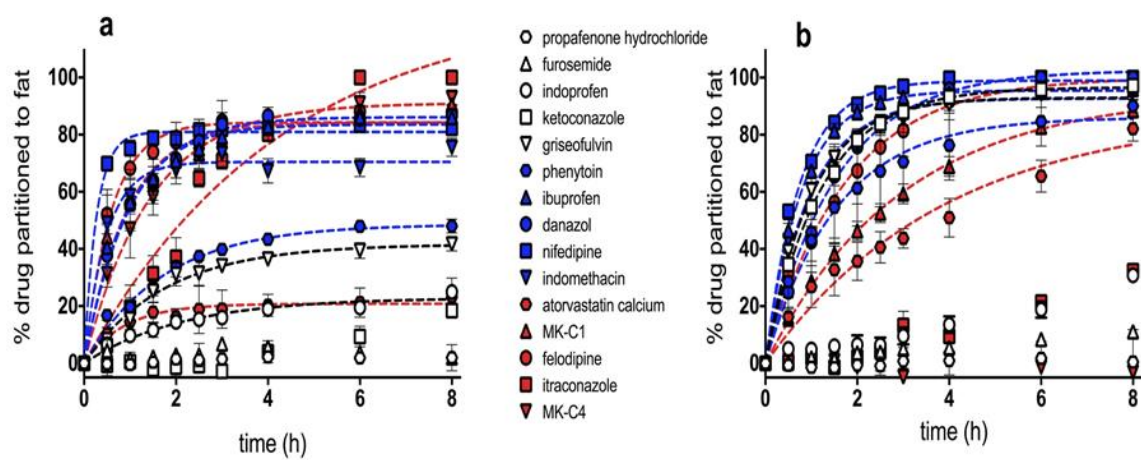 a
% drug partitioned to fat
100
80
60
40
20
0
0 2 4 6 8
time (h)
propafenone hydrochloride
furosemide
indoprofen
ketoconazole
griseofulvin
phenytoin
ibuprofen
danazol
nifedipine
indomethacin
atorvastatin calcium
MK-C1
felodipine
itraconazole
MK-C4
b
% drug partitioned to fat
100
80
60
40
20
0
0 2 4 6 8
time (h)